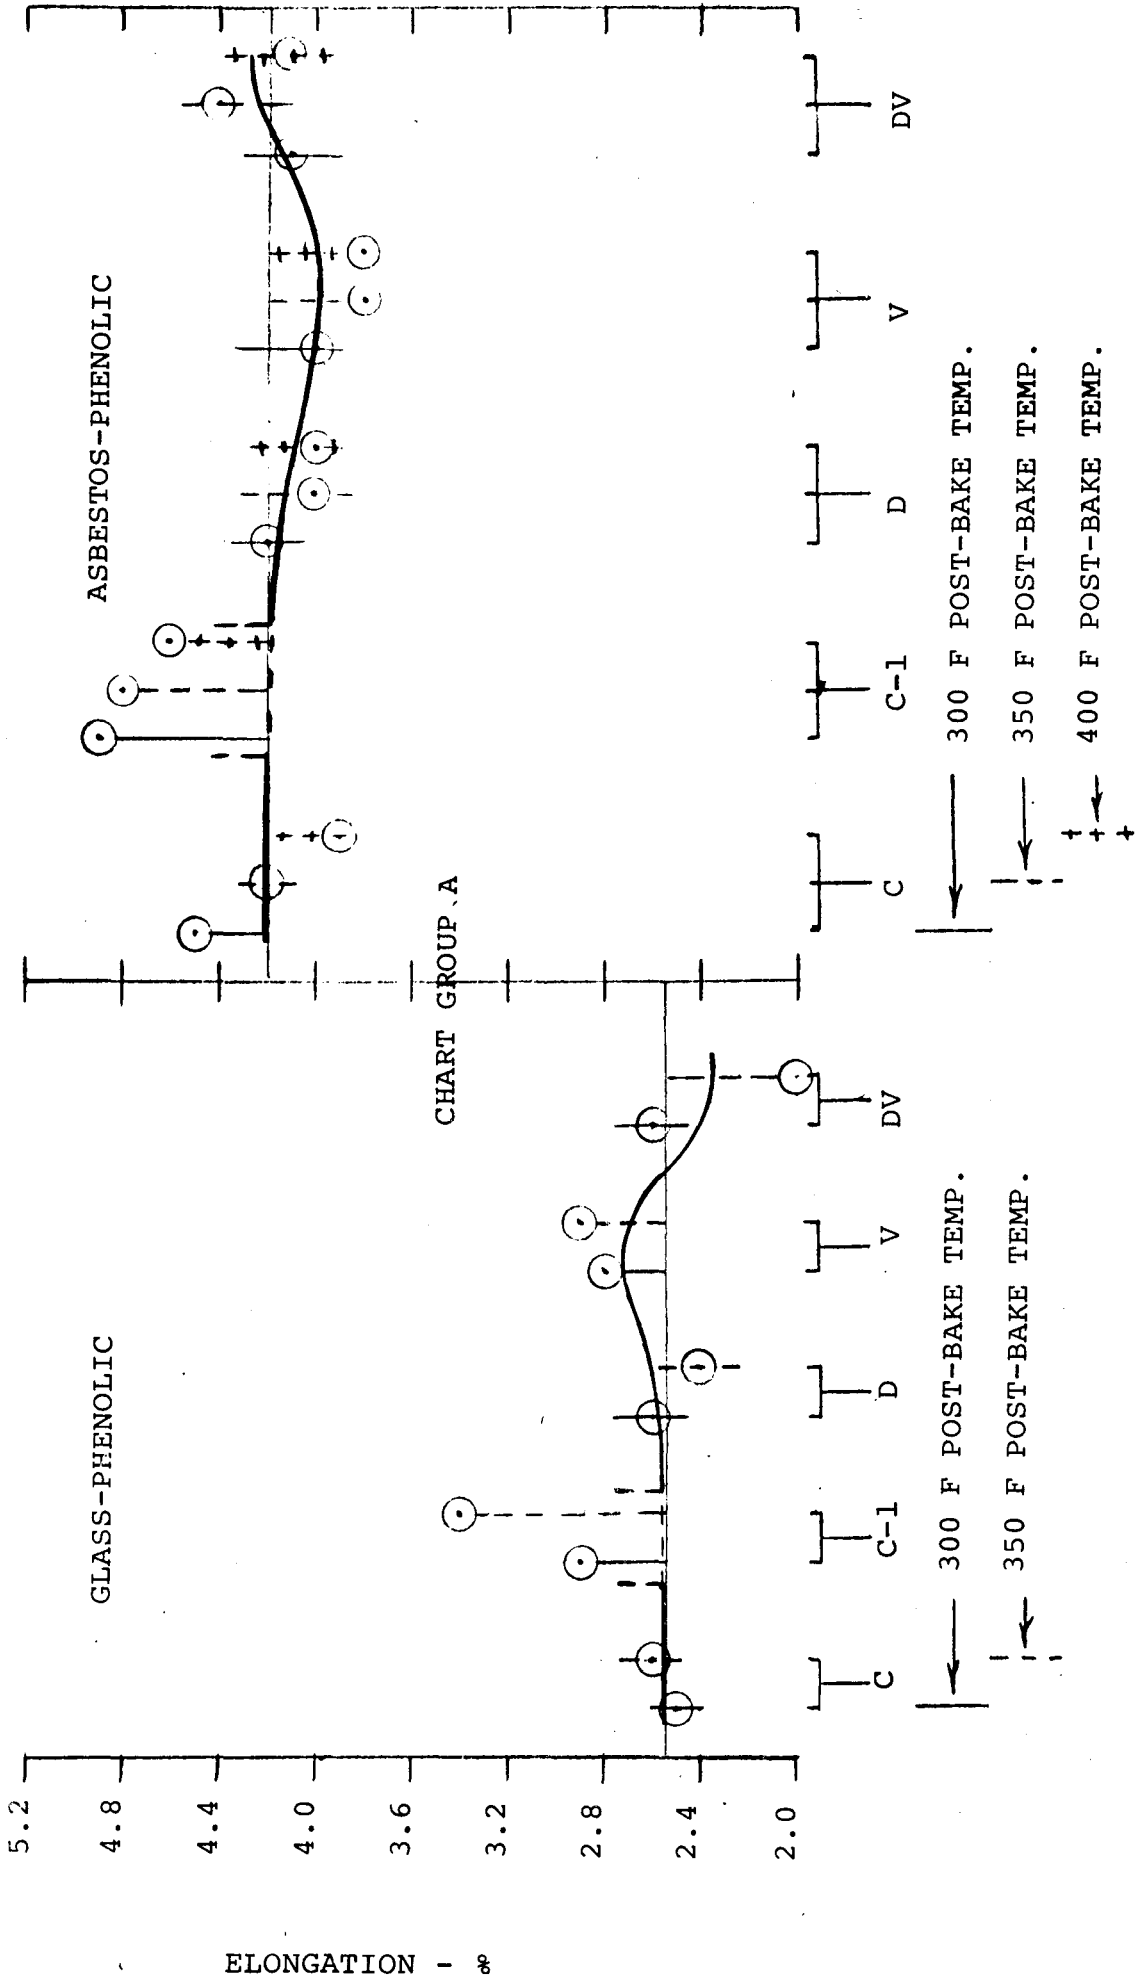 ELONGATION - %
5.2
4.8
4.4
4.0
3.6
3.2
2.8
2.4
2.0
GLASS-PHENOLIC
C
C-1
D
V
DV
300 F POST-BAKE TEMP.
350 F POST-BAKE TEMP.
CHART GROUP A
ASBESTOS-PHENOLIC
C
C-1
D
V
DV
300 F POST-BAKE TEMP.
350 F POST-BAKE TEMP.
400 F POST-BAKE TEMP.